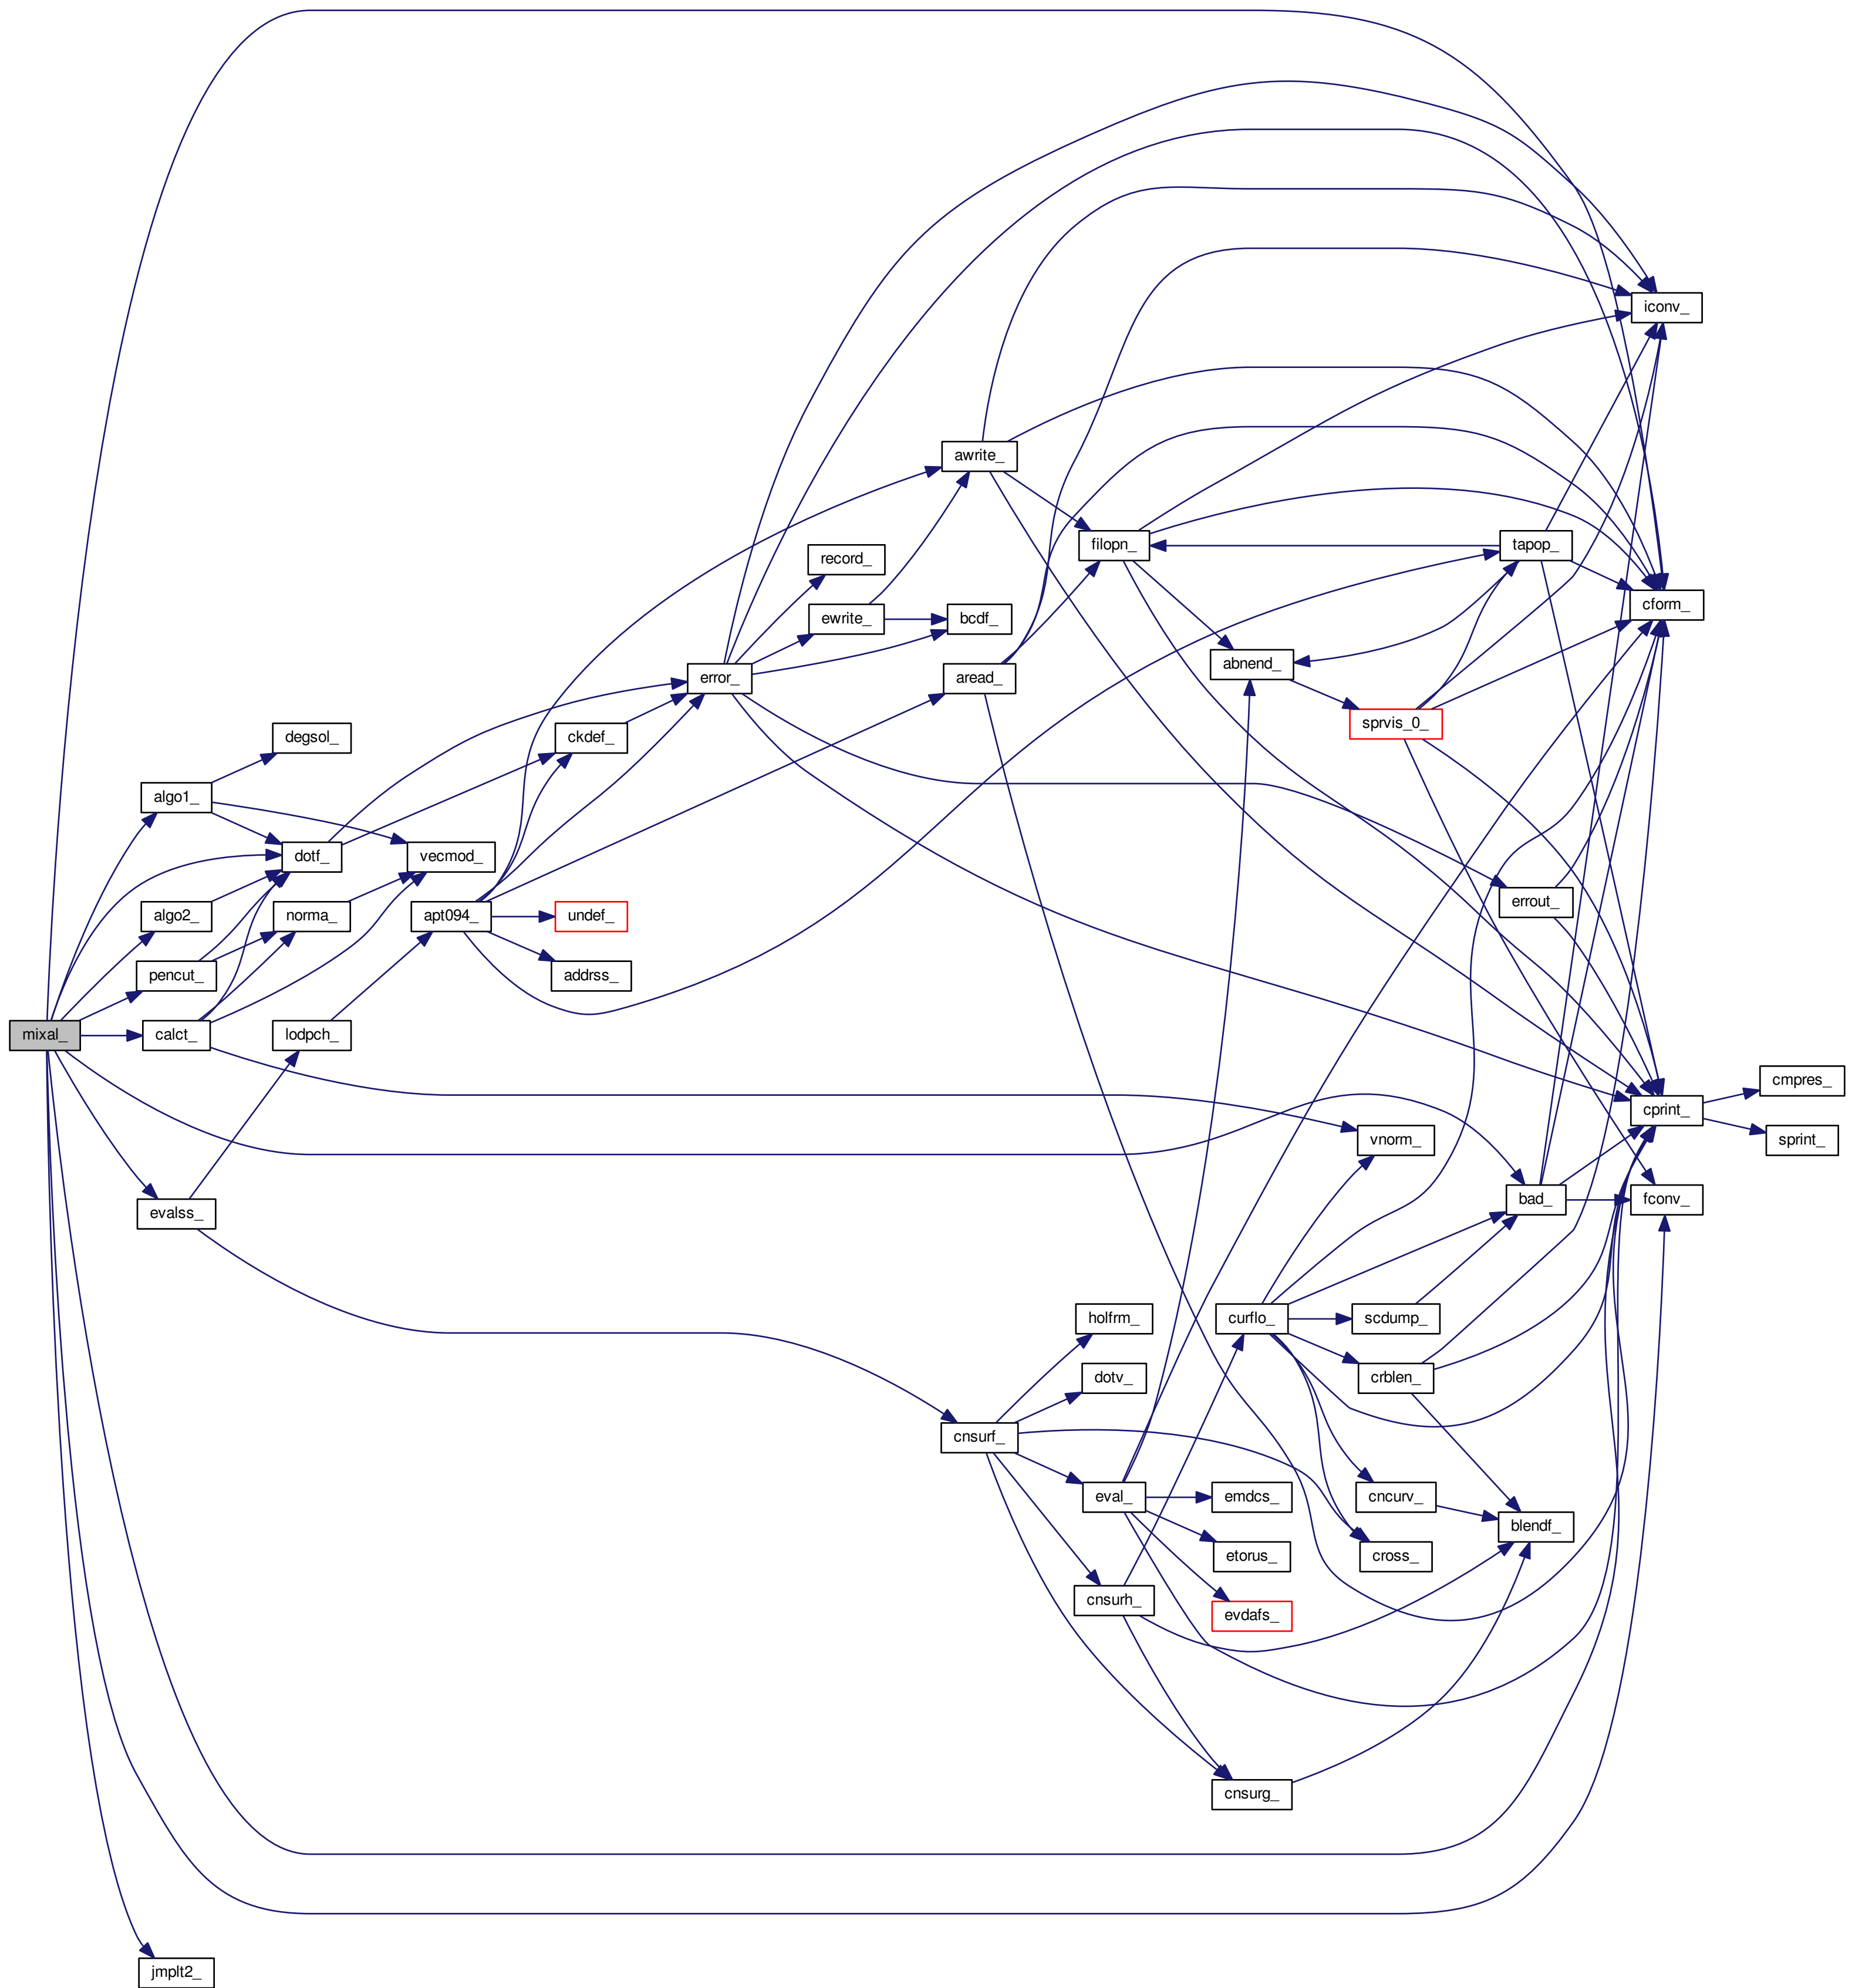 iconv_
awrite_
filopn_
tapop_
record_
cform_
ewrite_
bcdf_
abnend_
error_
aread_
sprvis_0_
degsol_
ckdef_
algo1_
dotf_
vecmod_
errout_
algo2_
norma_
apt094_
undef_
pencut_
addrss_
mixal_
calct_
lodpch_
cmpres_
cprint_
vnorm_
sprint_
evalss_
bad_
fconv_
holfrm_
curflo_
scdump_
dotv_
crblen_
cnsurf_
eval_
emdcs_
cncurv_
blendf_
etorus_
cross_
cnsurh_
evdafs_
cnsurg_
jmplt2_